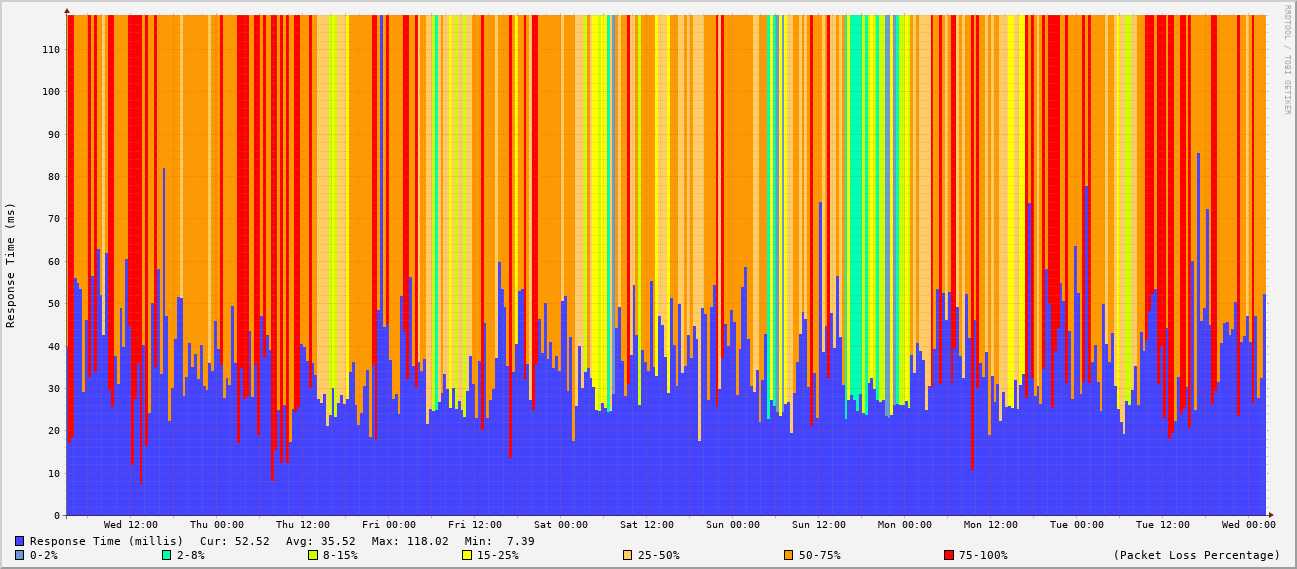 RRDTOOL / TOBI OETIKER
Response Time (ms)
110
100
90
80
70
60
50
40
30
20
10
0
Wed 12:00 Thu 00:00 Thu 12:00 Fri 00:00 Fri 12:00 Sat 00:00 Sat 12:00 Sun 00:00 Sun 12:00 Mon 00:00 Mon 12:00 Tue 00:00 Tue 12:00 Wed 00:00
Response Time (millis) Cur: 52.52 Avg: 35.52 Max: 118.02 Min: 7.39
0-2% 2-8% 8-15% 15-25% 25-50% 50-75% 75-100% (Packet Loss Percentage)